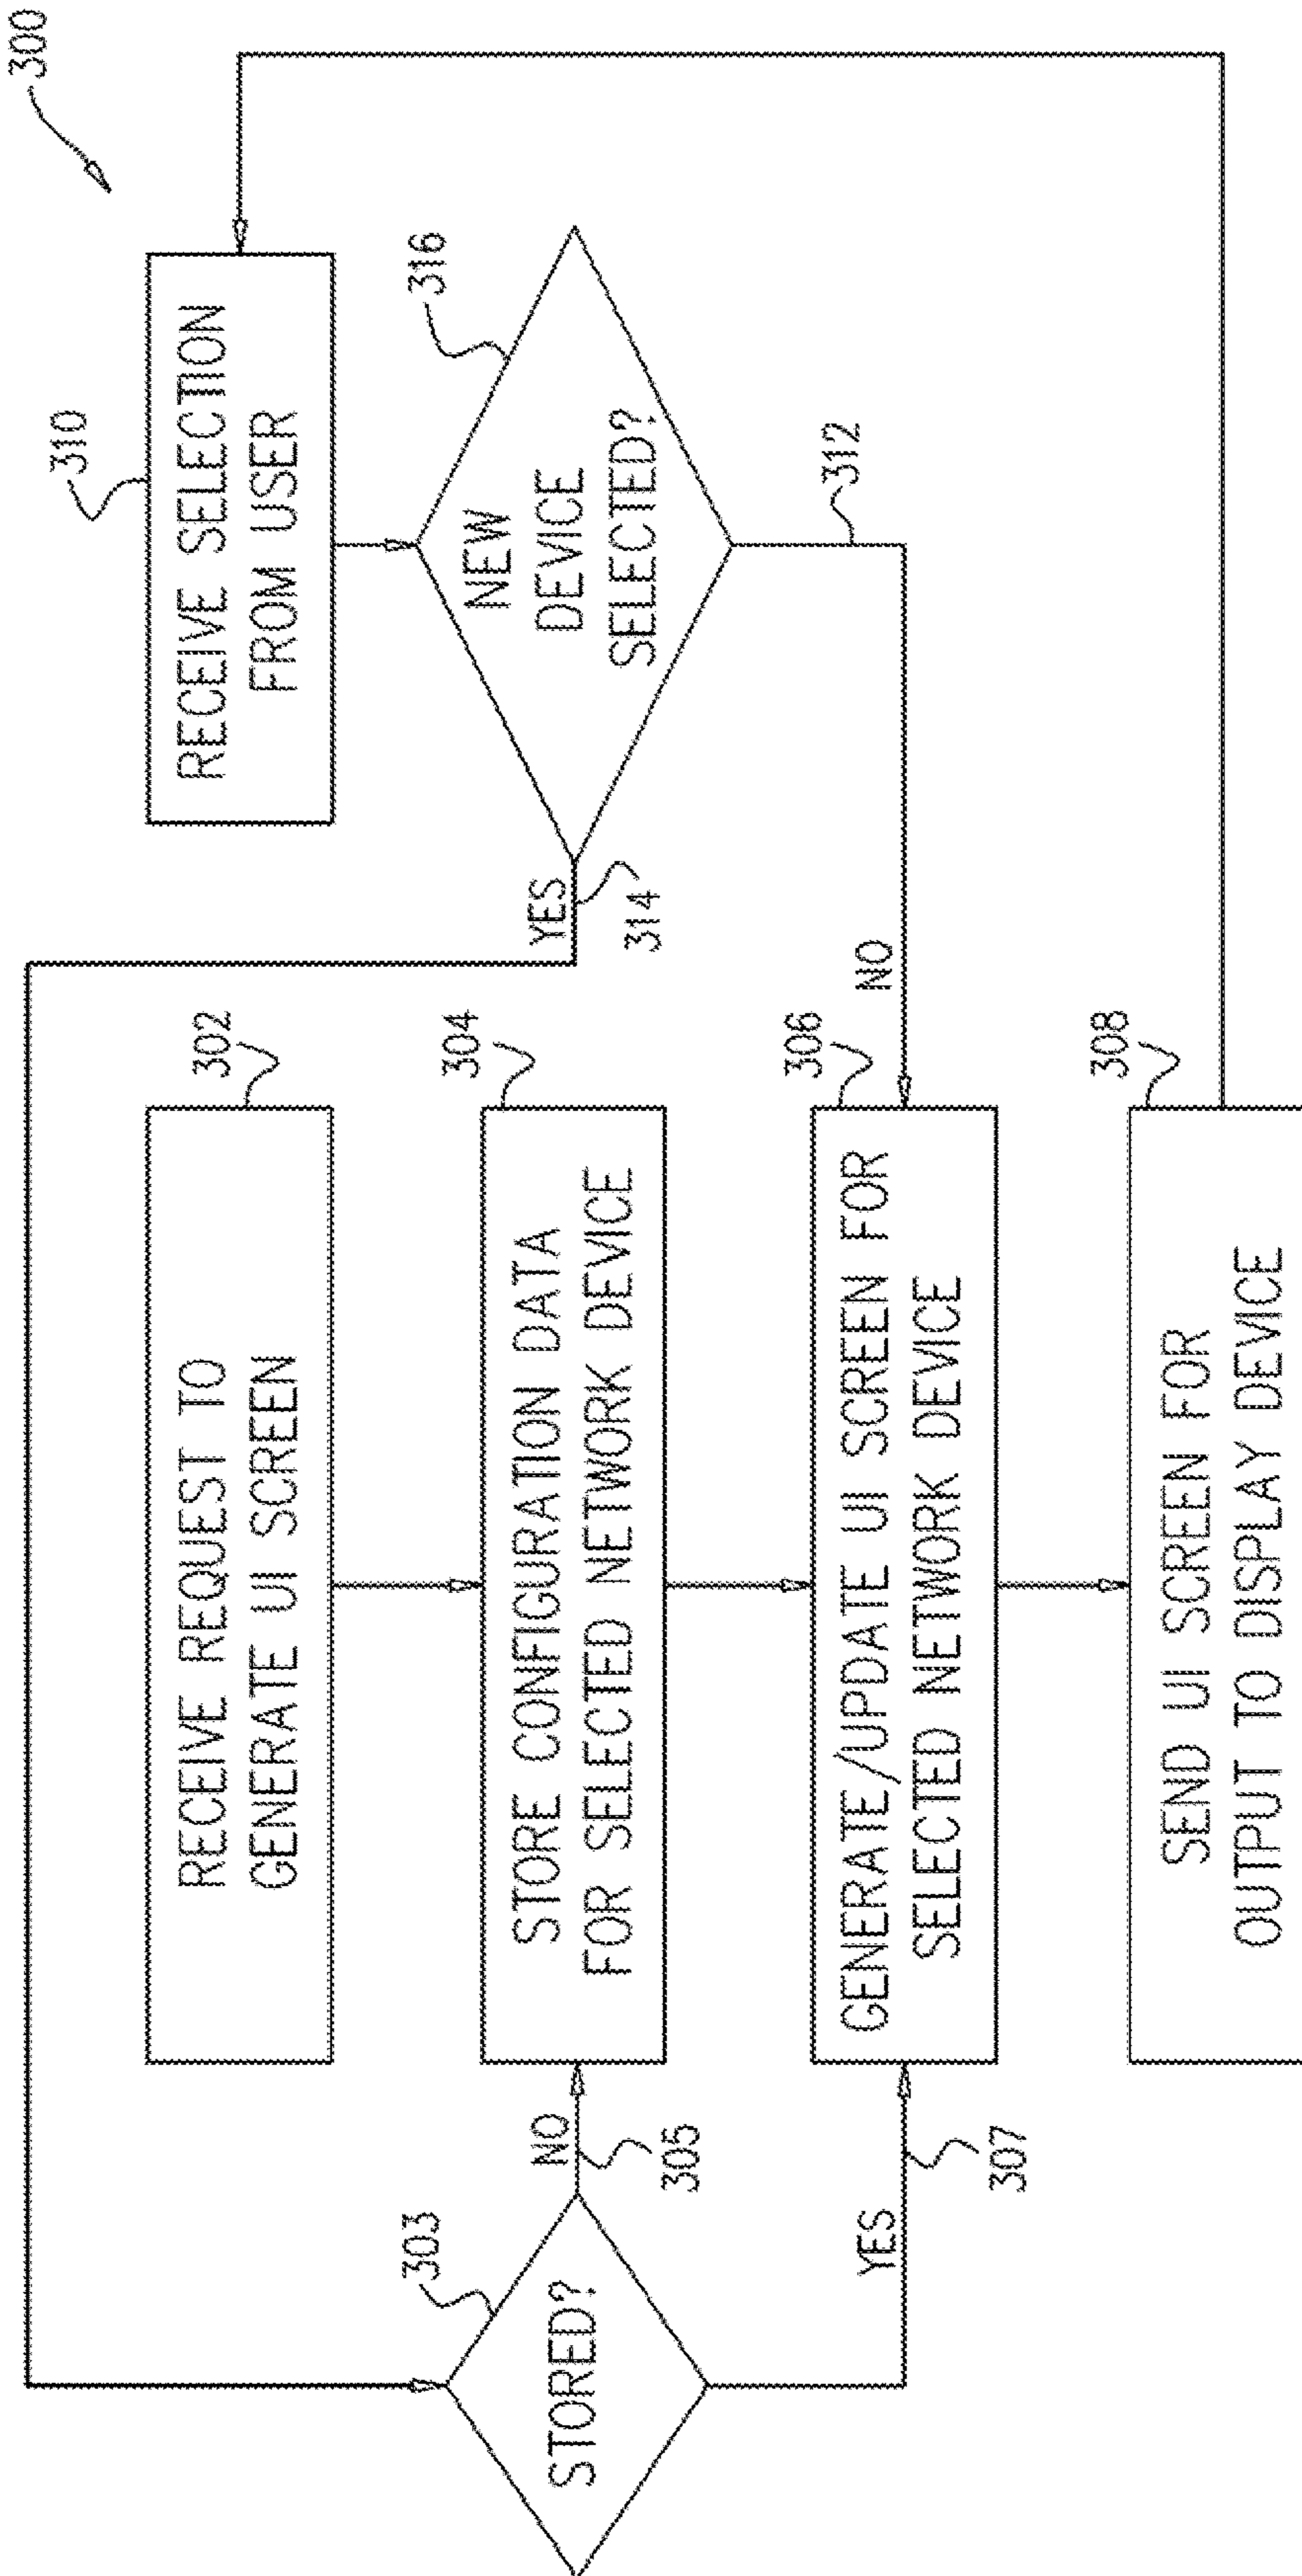 300
302
RECEIVE REQUEST TO
GENERATE UI SCREEN
303
STORED?
NO
305
304
STORE CONFIGURATION DATA
FOR SELECTED NETWORK DEVICE
YES
307
306
GENERATE/UPDATE UI SCREEN FOR
SELECTED NETWORK DEVICE
308
SEND UI SCREEN FOR
OUTPUT TO DISPLAY DEVICE
310
RECEIVE SELECTION
FROM USER
316
NEW
DEVICE
SELECTED?
YES
314
312
NO